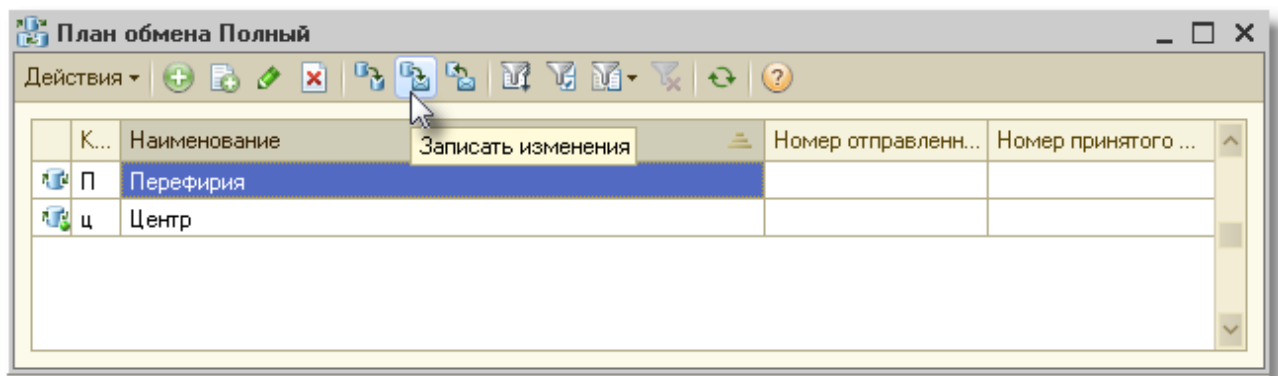 План обмена Полный
Действия
К... Наименование Номер отправленн... Номер принятого ...
Записать изменения
П Перефирия
ц Центр